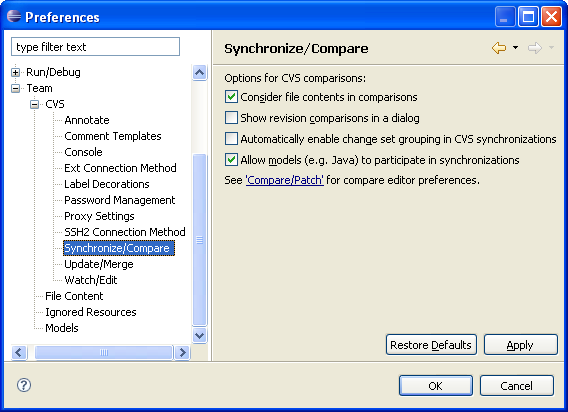 Preferences
type filter text
Run/Debug
Team
CVS
Annotate
Comment Templates
Console
Ext Connection Method
Label Decorations
Password Management
Proxy Settings
SSH2 Connection Method
Synchronize/Compare
Update/Merge
Watch/Edit
File Content
Ignored Resources
Models
Synchronize/Compare
Options for CVS comparisons:
Consider file contents in comparisons
Show revision comparisons in a dialog
Automatically enable change set grouping in CVS synchronizations
Allow models (e.g. Java) to participate in synchronizations
See 'Compare/Patch' for compare editor preferences.
Restore Defaults
Apply
?
OK
Cancel